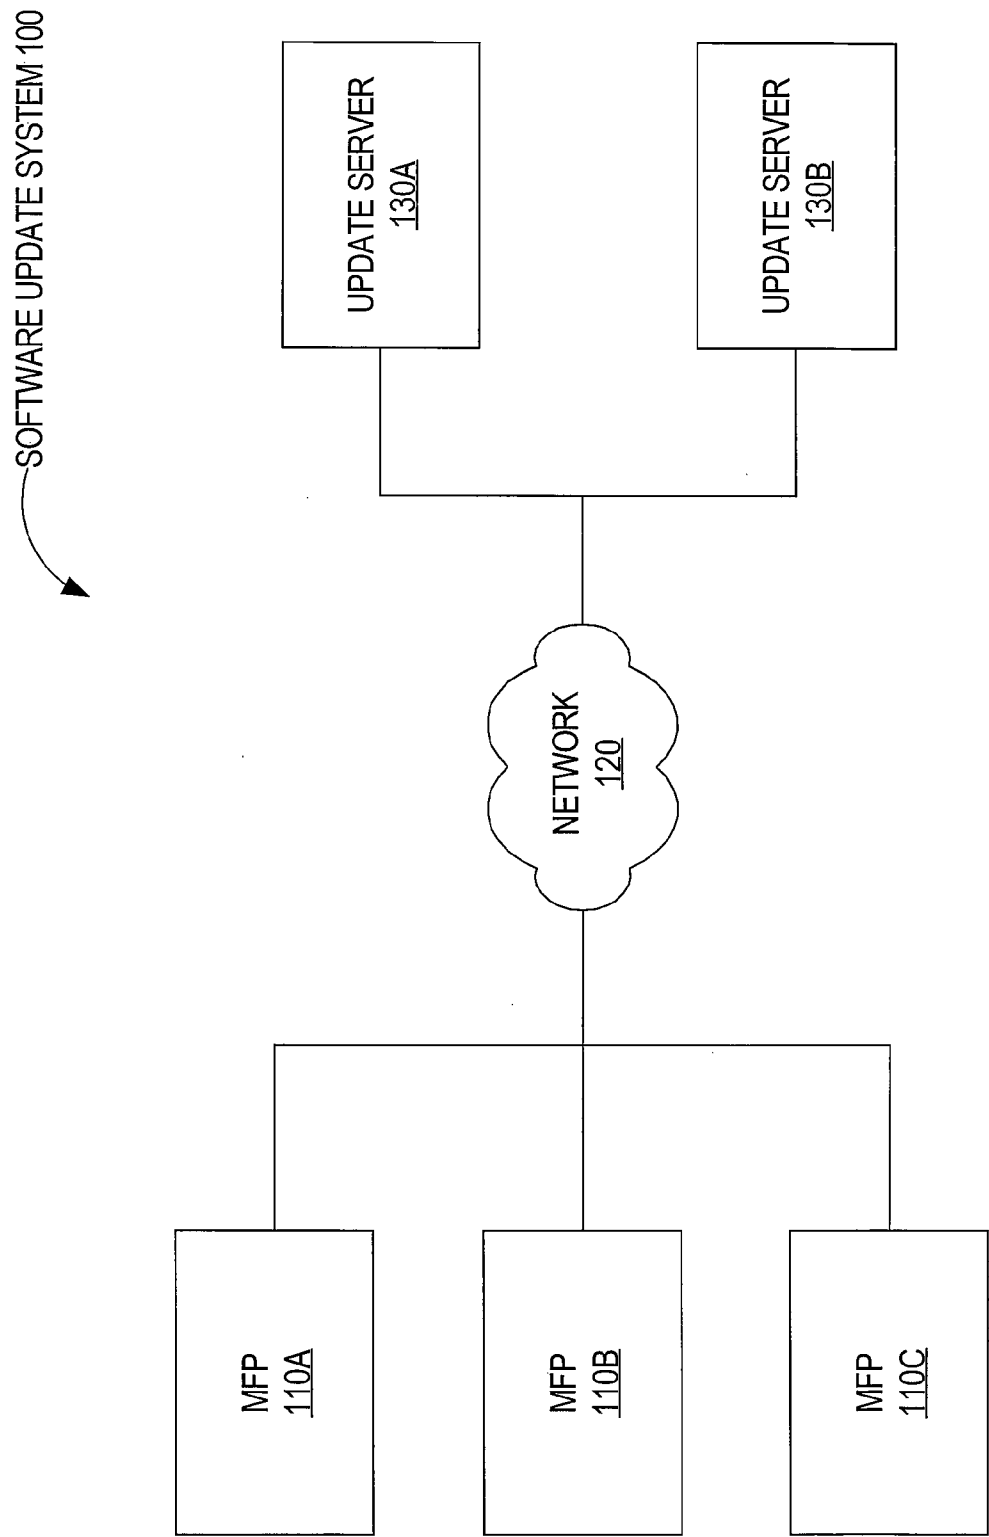 SOFTWARE UPDATE SYSTEM 100
MFP
110A
MFP
110B
MFP
110C
NETWORK
120
UPDATE SERVER
130A
UPDATE SERVER
130B